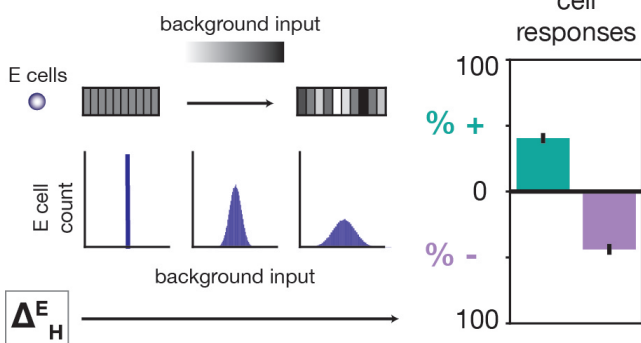 background input
E cells
E cell
count
background input
Δ^E_H
cell
responses
100
% +
0
% -
100